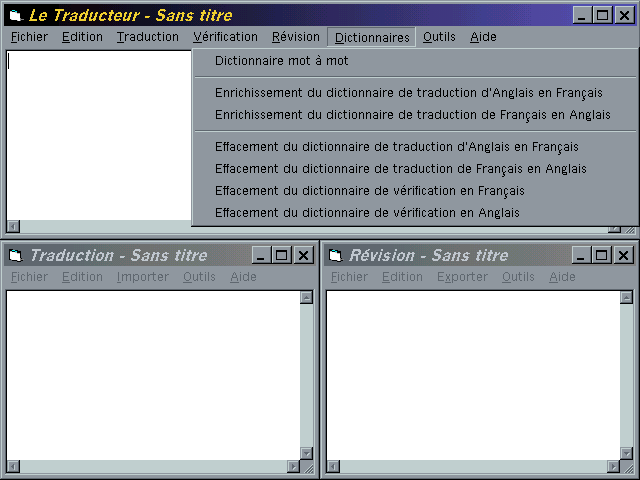 Le Traducteur - Sans titre
Fichier Edition Traduction Vérification Révision Dictionnaires Outils Aide
Dictionnaire mot à mot
Enrichissement du dictionnaire de traduction d'Anglais en Français
Enrichissement du dictionnaire de traduction de Français en Anglais
Effacement du dictionnaire de traduction d'Anglais en Français
Effacement du dictionnaire de traduction de Français en Anglais
Effacement du dictionnaire de vérification en Français
Effacement du dictionnaire de vérification en Anglais
Traduction - Sans titre
Fichier Edition Importer Outils Aide
Révision - Sans titre
Fichier Edition Exporter Outils Aide